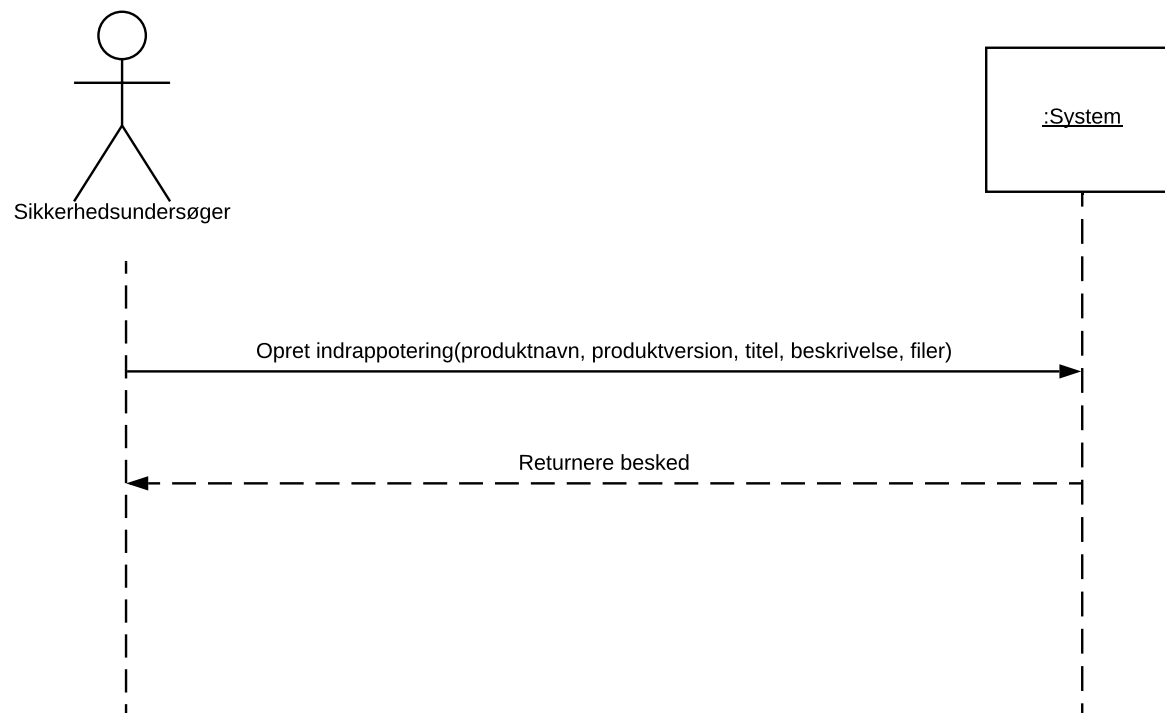 :System
Sikkerhedsundersøger
Opret indrappotering(produktnavn, produktversion, titel, beskrivelse, filer)
Returnere besked